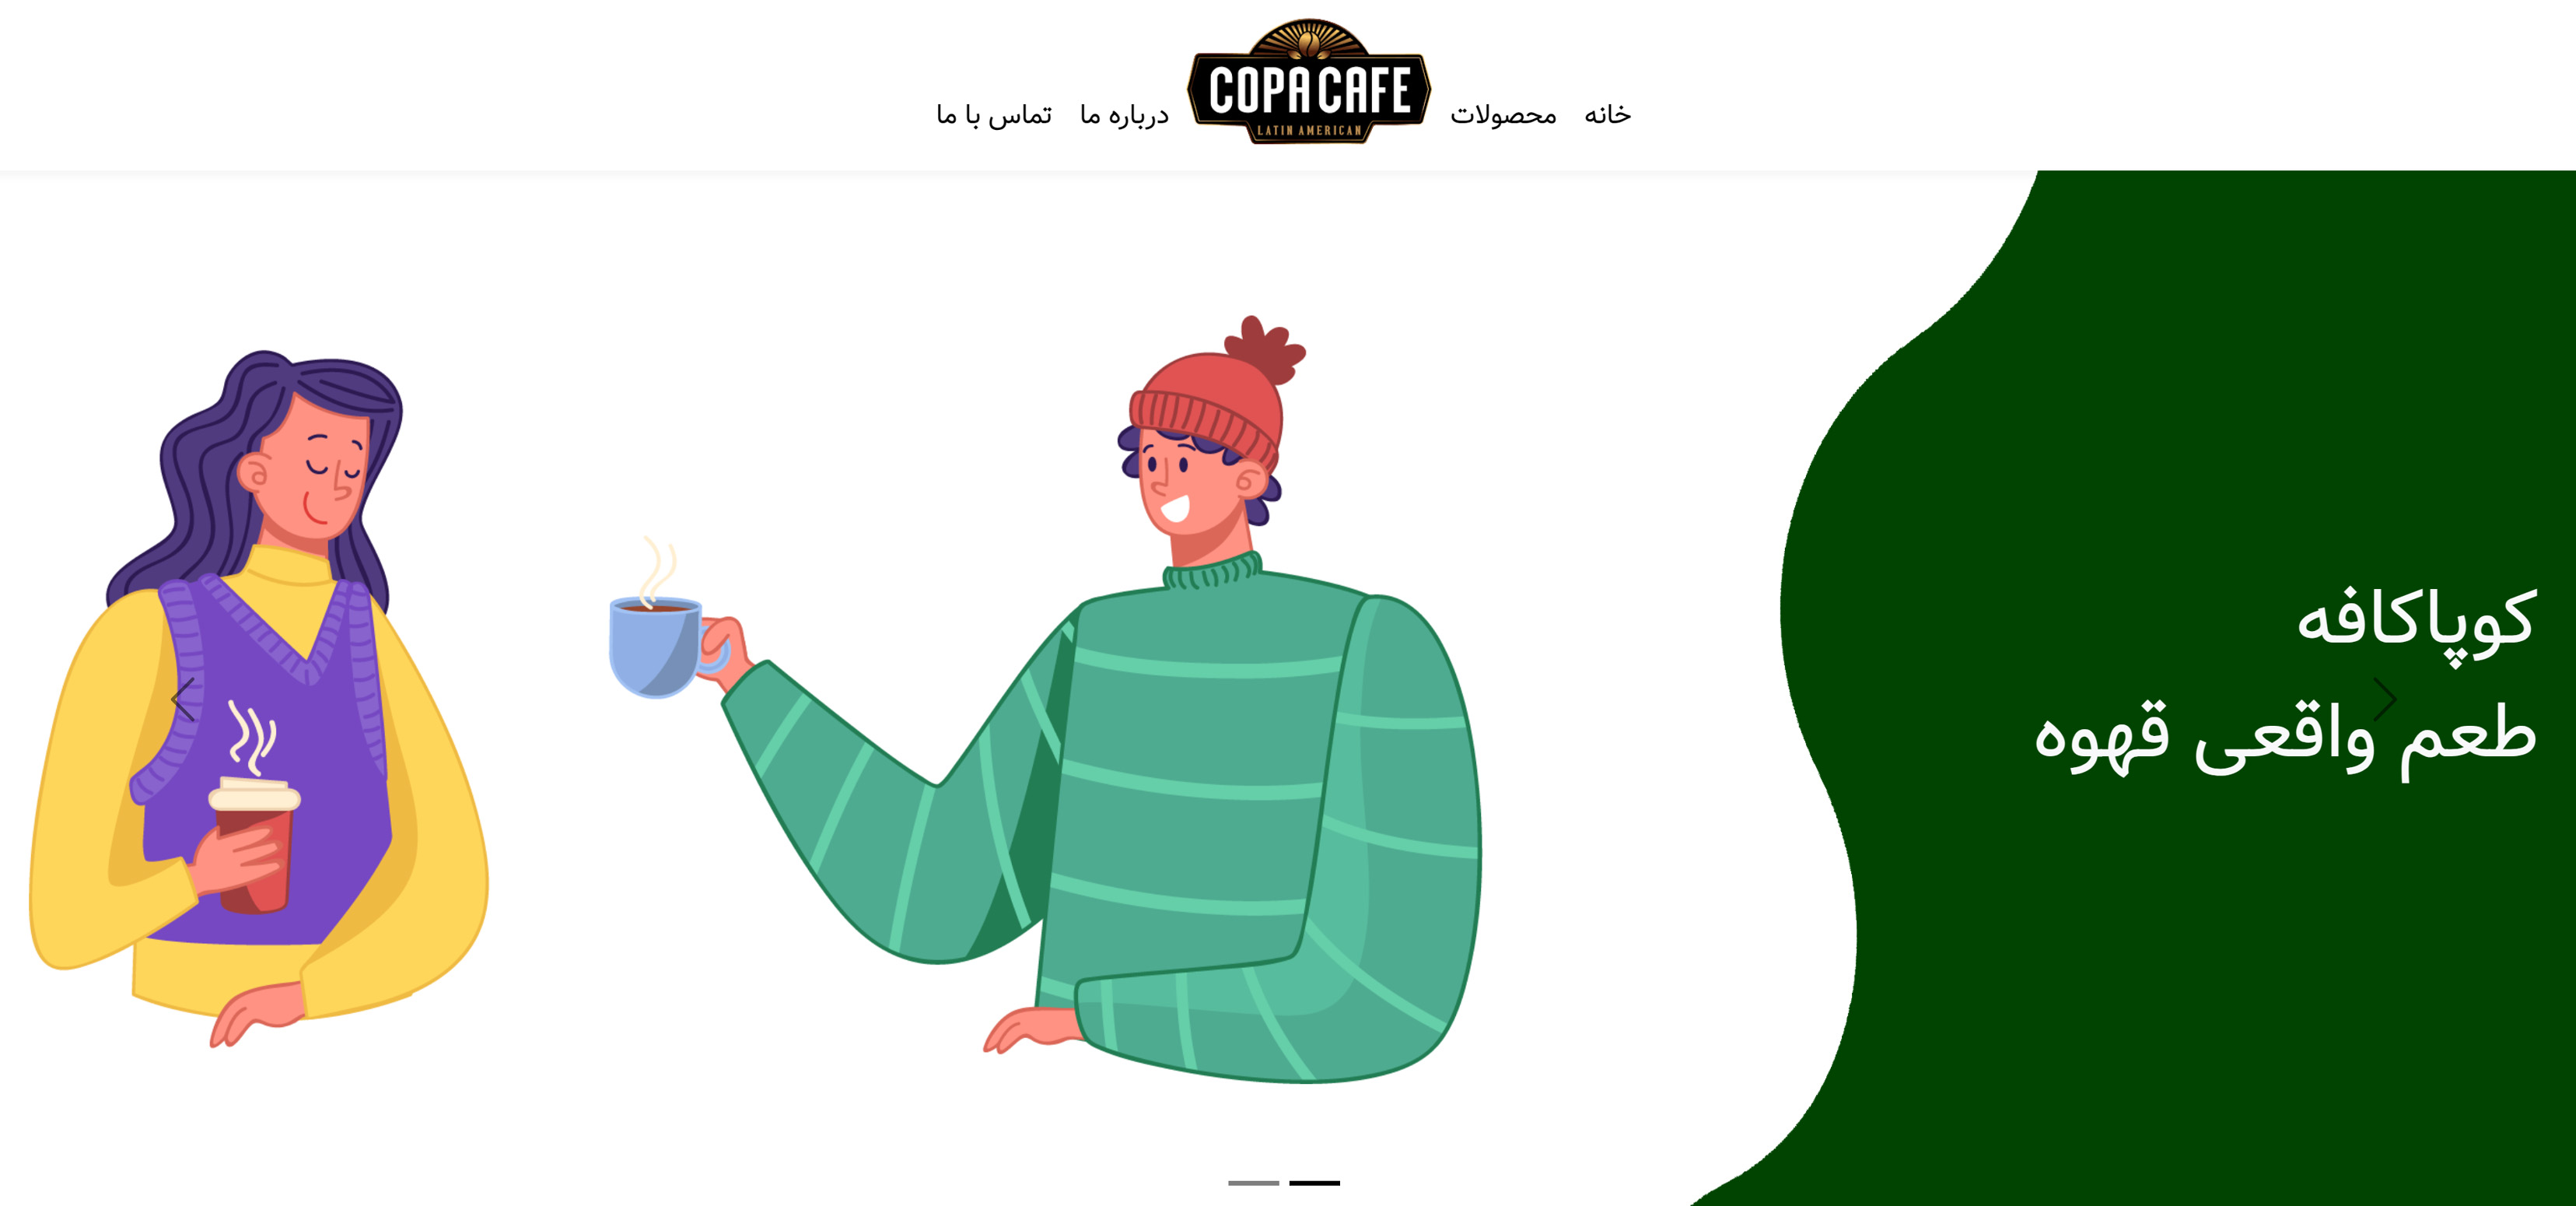 خانه
محصولات
COPA CAFE
LATIN AMERICAN
درباره ما
تماس با ما
کوپاکافه
طعم واقعی قهوه